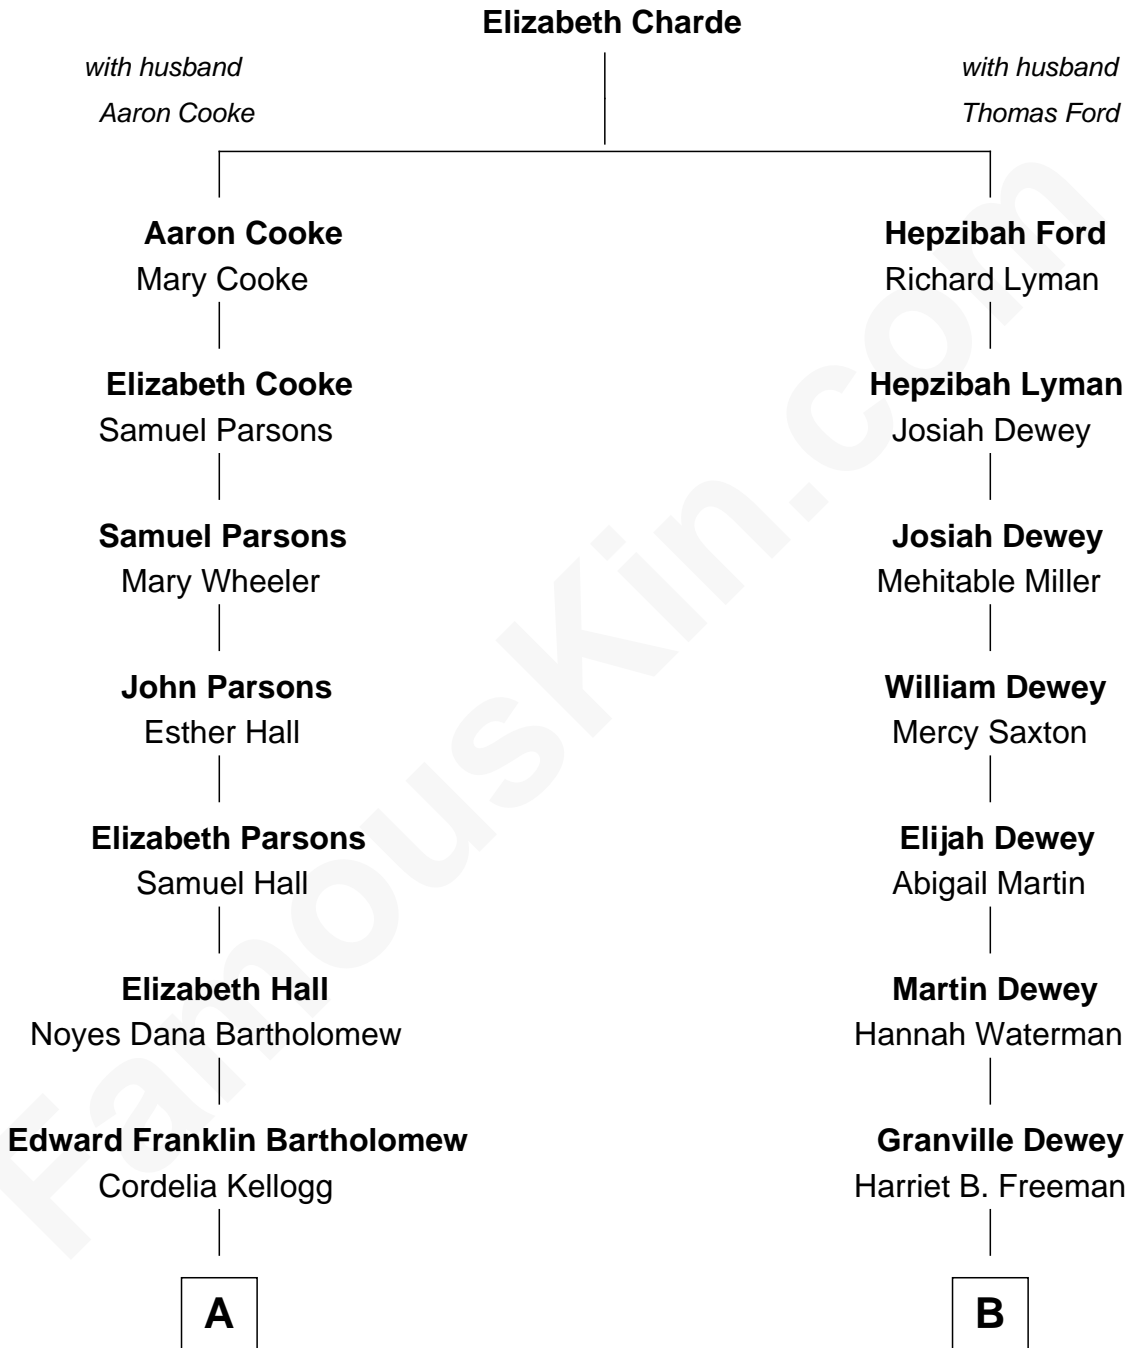 Elizabeth Charde
with husband
Aaron Cooke
with husband
Thomas Ford
Aaron Cooke
Mary Cooke
Hepzibah Ford
Richard Lyman
Elizabeth Cooke
Samuel Parsons
Hepzibah Lyman
Josiah Dewey
Samuel Parsons
Mary Wheeler
Josiah Dewey
Mehitable Miller
John Parsons
Esther Hall
William Dewey
Mercy Saxton
Elizabeth Parsons
Samuel Hall
Elijah Dewey
Abigail Martin
Elizabeth Hall
Noyes Dana Bartholomew
Martin Dewey
Hannah Waterman
Edward Franklin Bartholomew
Cordelia Kellogg
Granville Dewey
Harriet B. Freeman
A
B
FamousKin.com